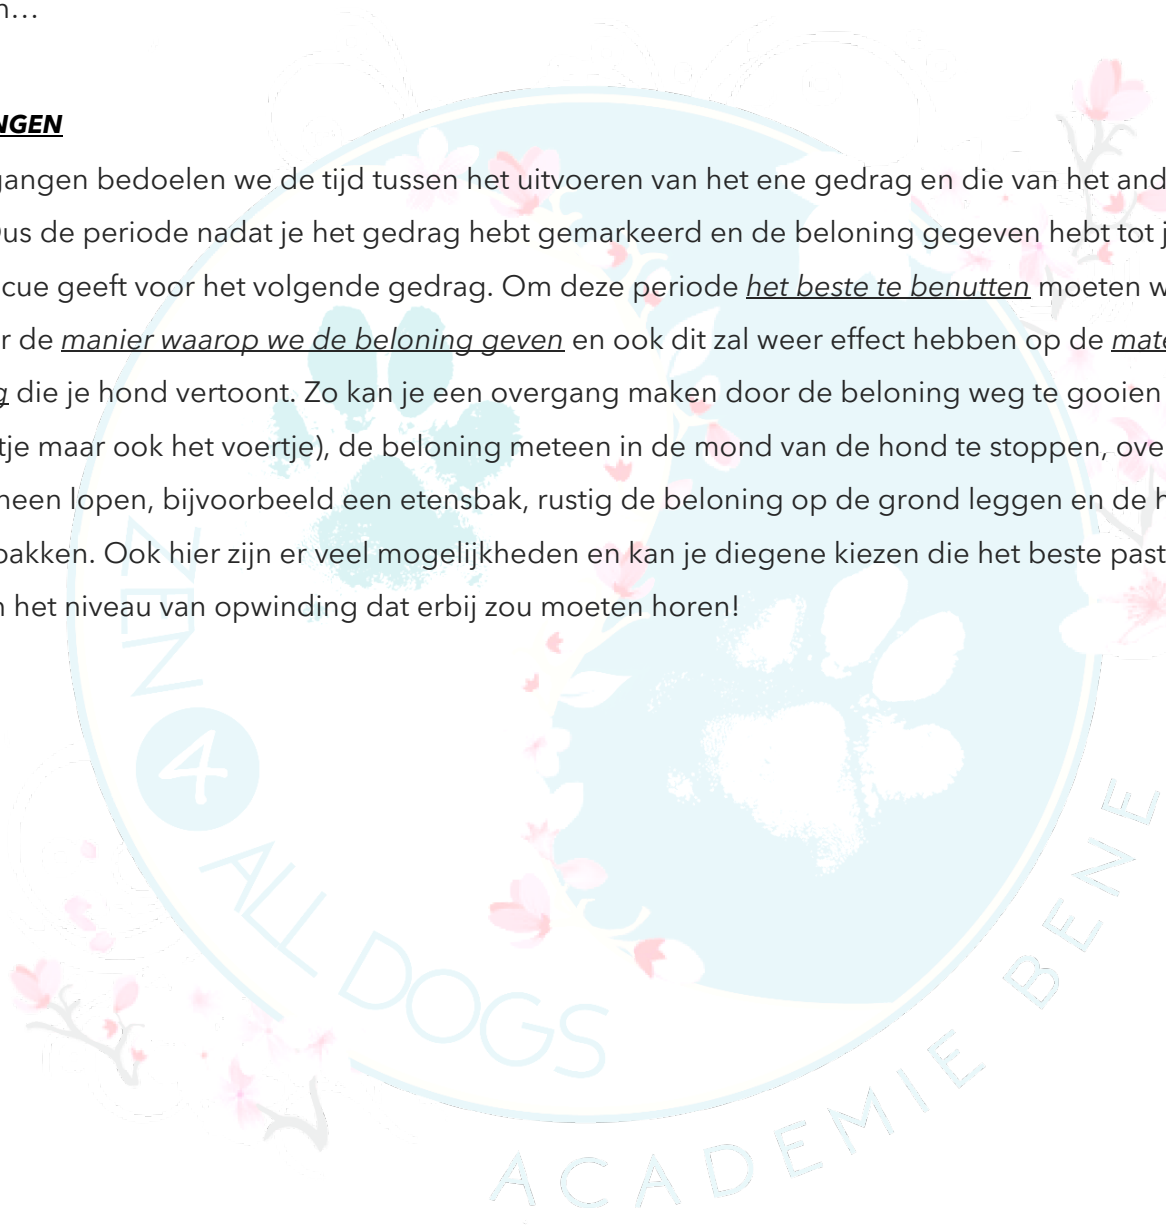 n…
NGEN
gangen bedoelen we de tijd tussen het uitvoeren van het ene gedrag en die van het and
Dus de periode nadat je het gedrag hebt gemarkeerd en de beloning gegeven hebt tot j
cue geeft voor het volgende gedrag. Om deze periode het beste te benutten moeten w
r de manier waarop we de beloning geven en ook dit zal weer effect hebben op de mate
g die je hond vertoont. Zo kan je een overgang maken door de beloning weg te gooien
tje maar ook het voertje), de beloning meteen in de mond van de hond te stoppen, ove
heen lopen, bijvoorbeeld een etensbak, rustig de beloning op de grond leggen en de h
pakken. Ook hier zijn er veel mogelijkheden en kan je diegene kiezen die het beste past
n het niveau van opwinding dat erbij zou moeten horen!
ZEN 4 ALL DOGS
ACADEMIE BENE